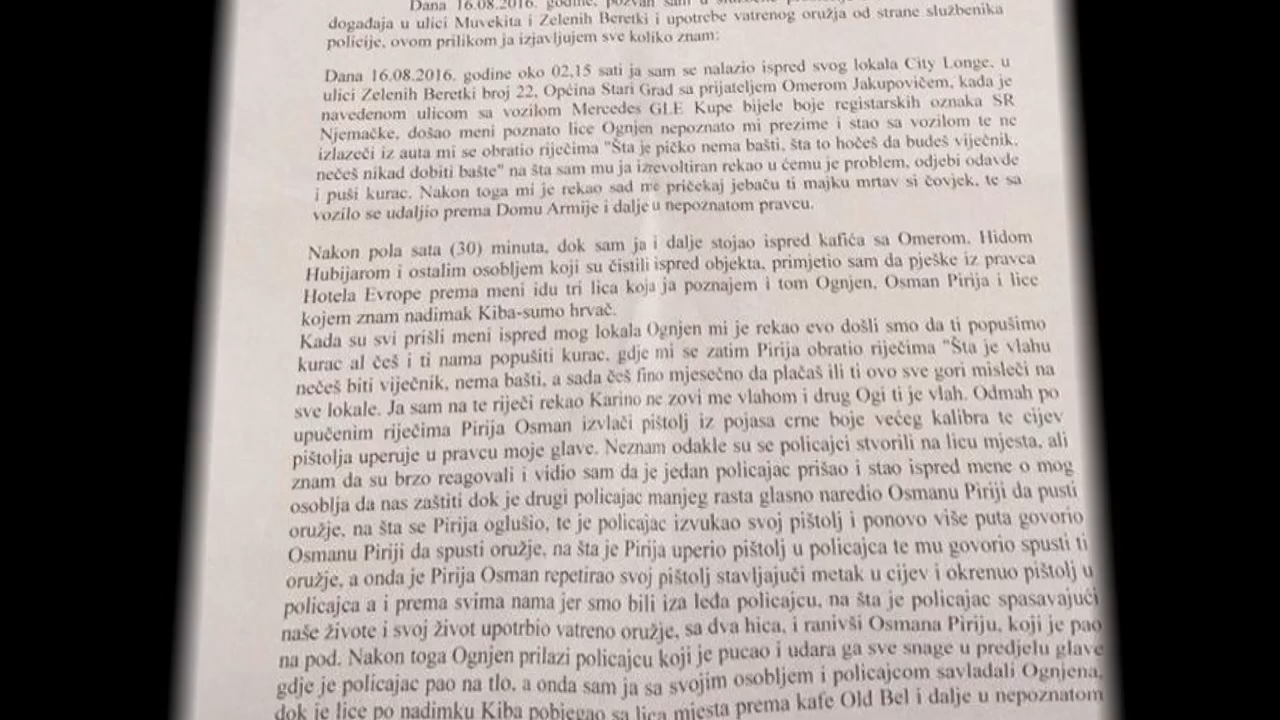 Dana 16.08.2016. godine, pozvan sam u službene
događaja u ulici Muvekita i Zelenih Beretki i upotrebe vatrenog oružja od strane službenika
policije, ovom prilikom ja izjavljujem sve koliko znam:
Dana 16.08.2016. godine oko 02,15 sati ja sam se nalazio ispred svog lokala City Longe, u
ulici Zelenih Beretki broj 22, Općina Stari Grad sa prijateljem Omerom Jakupovičem, kada je
navedenom ulicom sa vozilom Mercedes GLE Kupe bijele boje registarskih oznaka SR
Njemačke, došao meni poznato lice Ognjen nepoznato mi prezime i stao sa vozilom te ne
izlazeči iz auta mi se obratio riječima "Šta je pičko nema bašti, šta to hočeš da budeš viječnik,
nečeš nikad dobiti bašte" na šta sam mu ja izrevoltiran rekao u ćemu je problem, odjebi odavde
i puši kurac. Nakon toga mi je rekao sad me pričekaj jebaču ti majku mrtav si čovjek, te sa
vozilo se udaljio prema Domu Armije i dalje u nepoznatom pravcu.
Nakon pola sata (30) minuta, dok sam ja i dalje stojao ispred kafića sa Omerom, Hidom
Hubijarom i ostalim osobljem koji su čistili ispred objekta, primjetio sam da pješke iz pravca
Hotela Evrope prema meni idu tri lica koja ja poznajem i tom Ognjen, Osman Pirija i lice
kojem znam nadimak Kiba-sumo hrvač.
Kada su svi prišli meni ispred mog lokala Ognjen mi je rekao evo došli smo da ti popušimo
kurac al češ i ti nama popušiti kurac, gdje mi se zatim Pirija obratio riječima "Šta je vlahu
nečeš biti viječnik, nema bašti, a sada češ fino mjesečno da plačaš ili ti ovo sve gori misleči na
sve lokale. Ja sam na te riječi rekao Karino ne zovi me vlahom i drug Ogi ti je vlah. Odmah po
upučenim riječima Pirija Osman izvlači pištolj iz pojasa crne boje većeg kalibra te cijev
pištolja uperuje u pravcu moje glave. Neznam odakle su se policajci stvorili na licu mjesta, ali
znam da su brzo reagovali i vidio sam da je jedan policajac prišao i stao ispred mene o mog
osoblja da nas zaštiti dok je drugi policajac manjeg rasta glasno naredio Osmanu Piriji da pusti
oružje, na šta se Pirija oglušio, te je policajac izvukao svoj pištolj i ponovo više puta govorio
Osmanu Piriji da spusti oružje, na šta je Pirija uperio pištolj u policajca te mu govorio spusti ti
oružje, a onda je Pirija Osman repetirao svoj pištolj stavljajuči metak u cijev i okrenuo pištolj u
policajca a i prema svima nama jer smo bili iza leđa policajcu, na šta je policajac spasavajući
naše živote i svoj život upotrbio vatreno oružje, sa dva hica, i ranivši Osmana Piriju, koji je pao
na pod. Nakon toga Ognjen prilazi policajcu koji je pucao i udara ga sve snage u predjelu glave
gdje je policajac pao na tlo, a onda sam ja sa svojim osobljem i policajcom savladali Ognjena,
dok je lice po nadimku Kiba pobjegao sa lica mjesta prema kafe Old Bel i dalje u nepoznatom